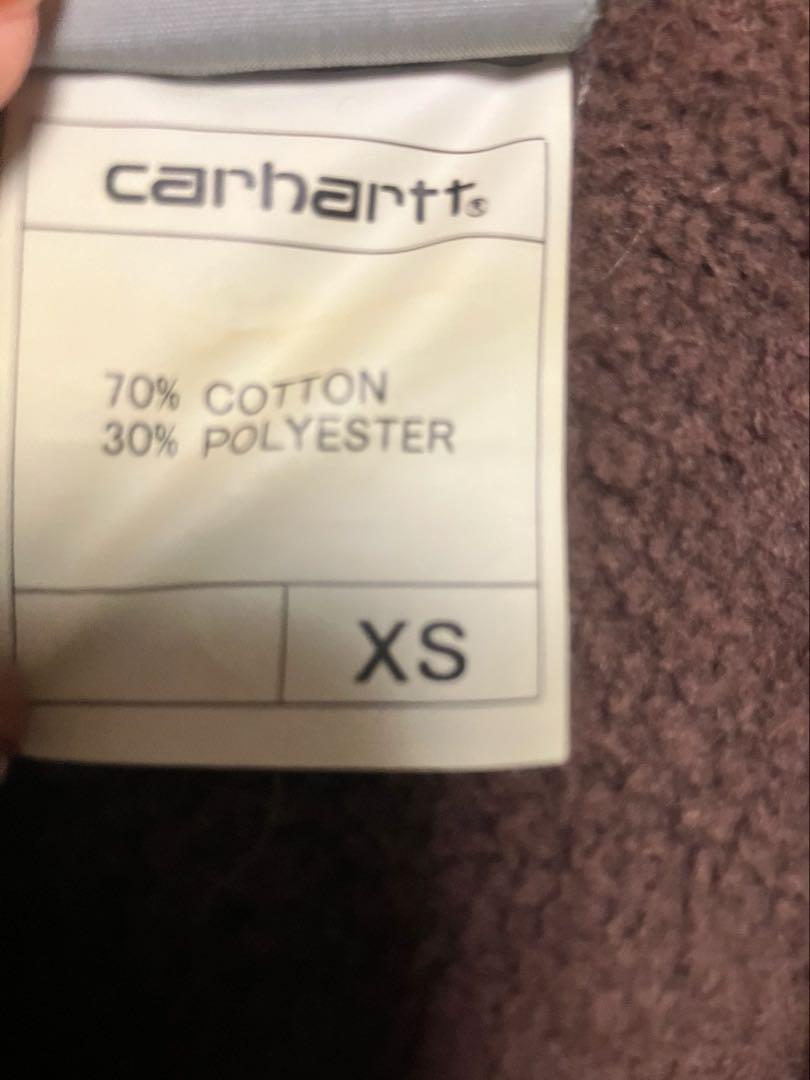 carhartt®
70% COTTON
30% POLYESTER
XS